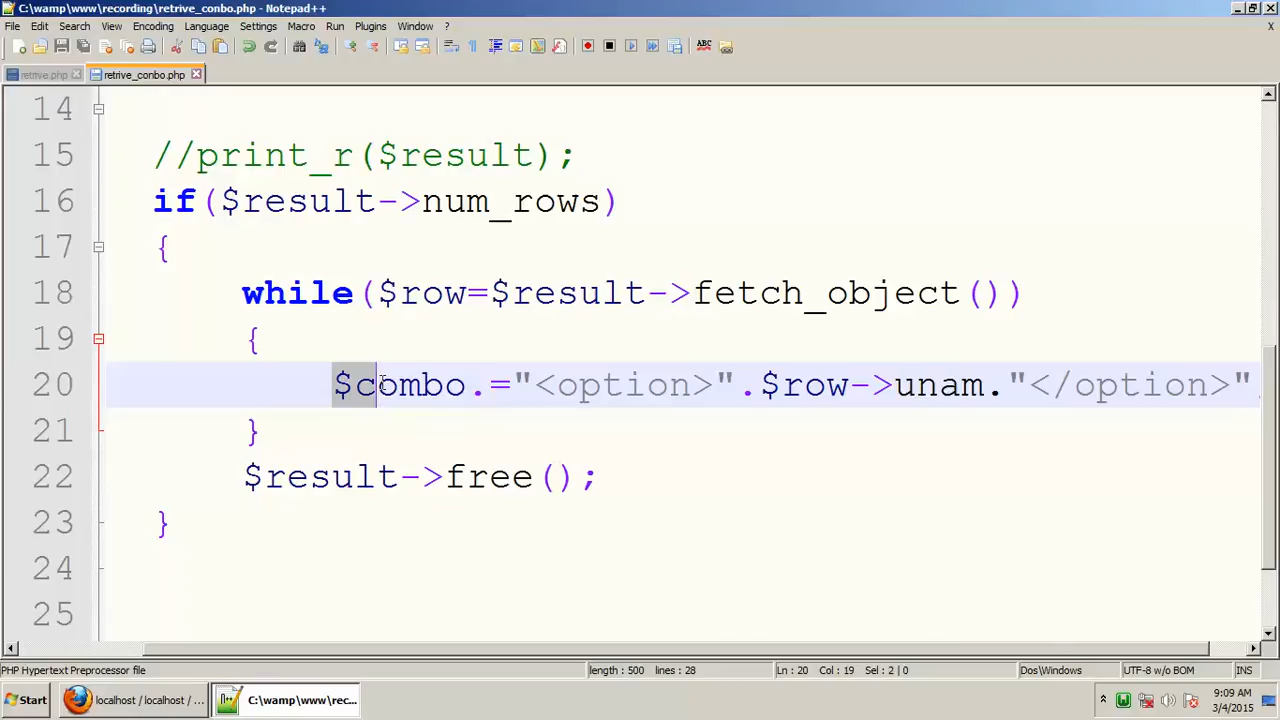 C:\wamp\www\recording\retrive_combo.php - Notepad++
File Edit Search View Encoding Language Settings Macro Run Plugins Window ?
X
retrive.php retrive_combo.php
14
15 //print_r($result);
16 if($result->num_rows)
17 {
18 while($row=$result->fetch_object())
19 {
20 $combo.="<option>".$row->unam."</option>"
21 }
22 $result->free();
23 }
24
25
PHP Hypertext Preprocessor file length : 500 lines : 28 Ln : 20 Col : 19 Sel : 2 | 0 Dos\Windows UTF-8 w/o BOM INS
Start localhost / localhost / ... C:\wamp\www\rec... 9:09 AM
3/4/2015